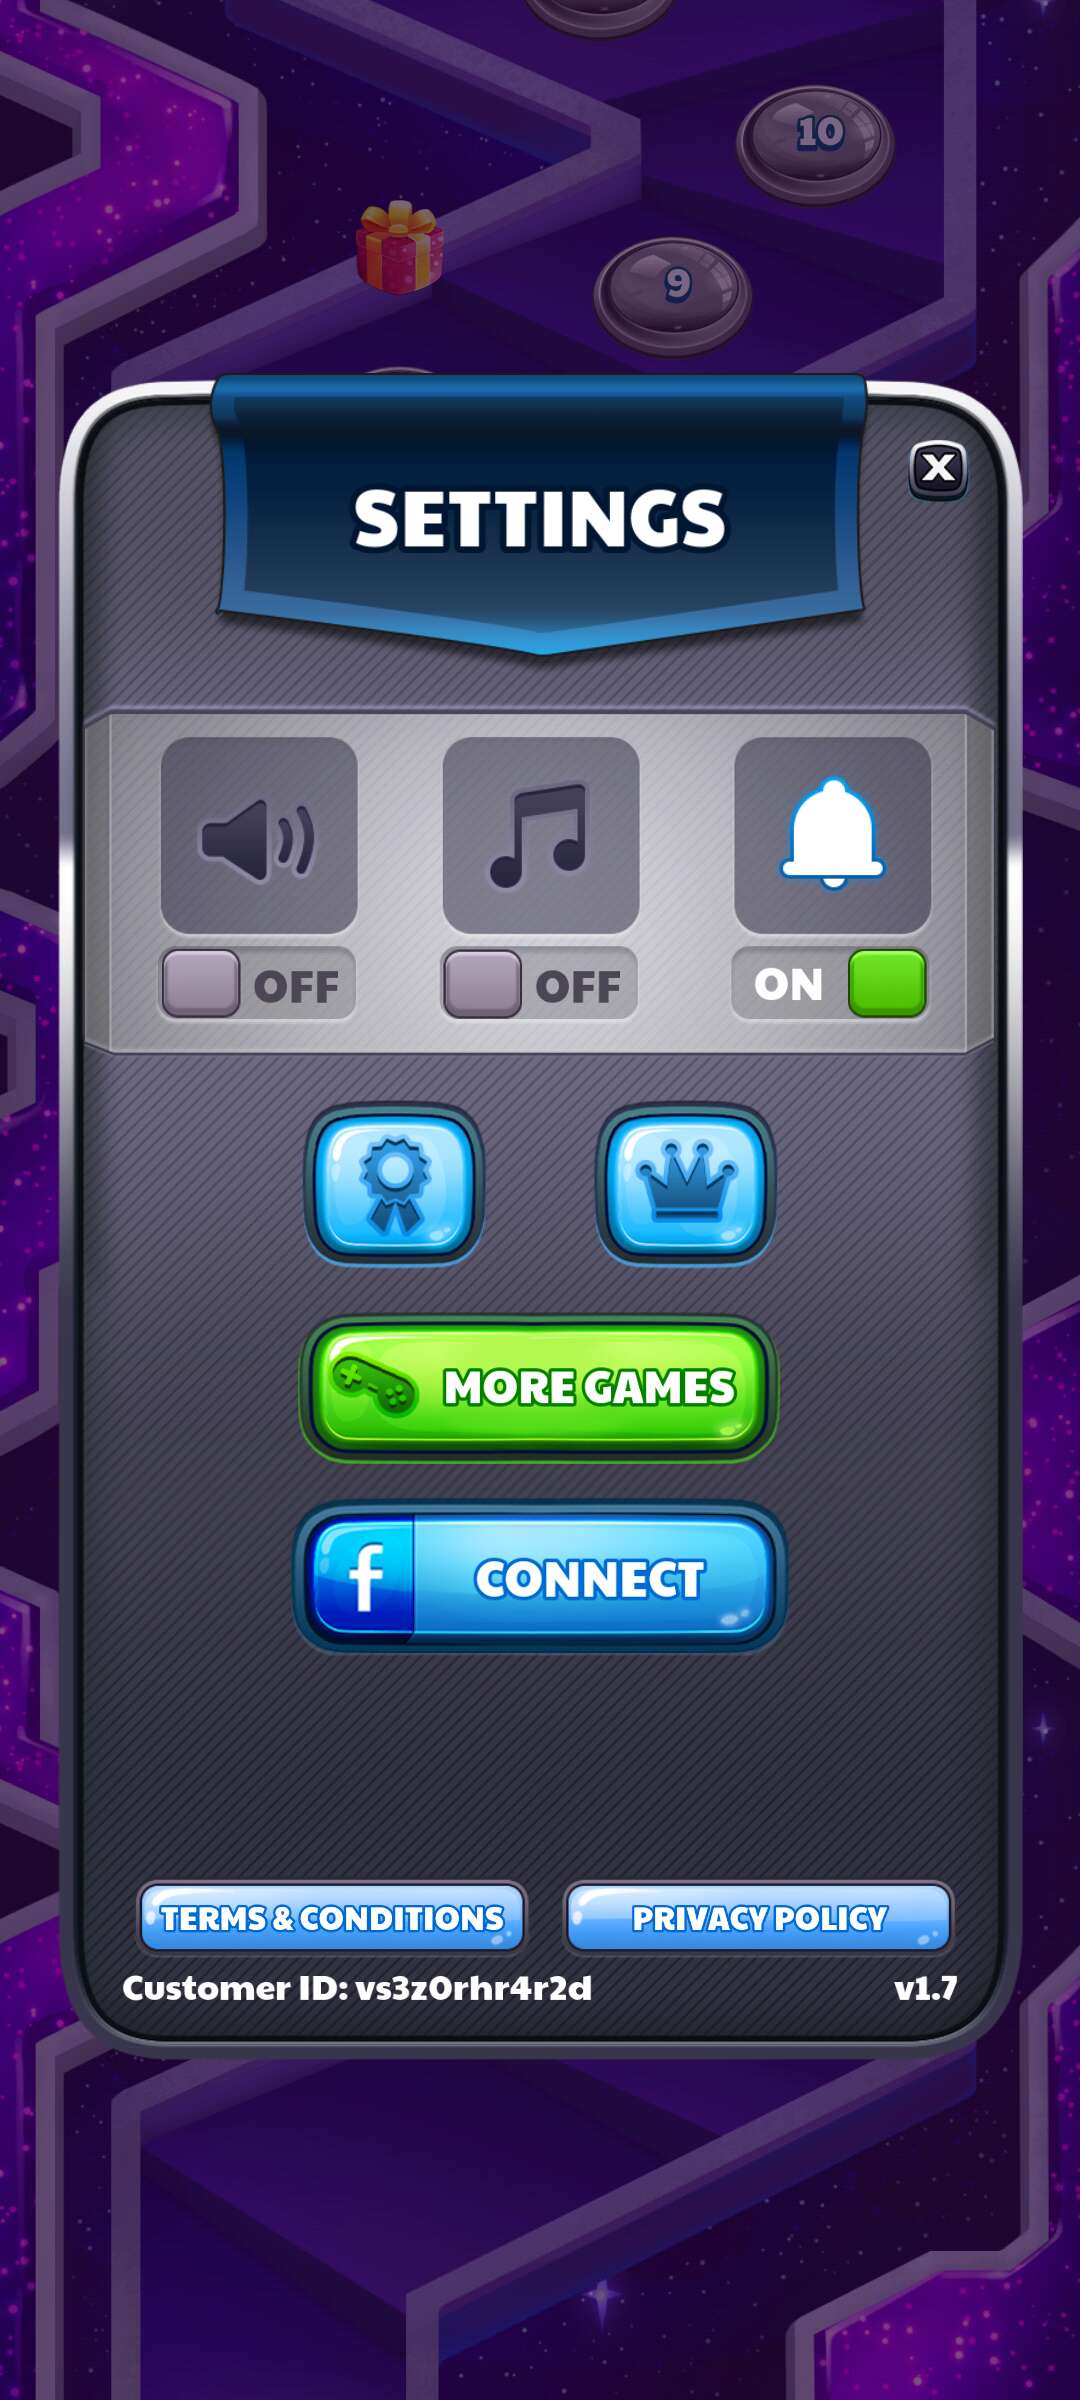 10
9
SETTINGS
X
OFF OFF ON
MORE GAMES
f CONNECT
TERMS & CONDITIONS PRIVACY POLICY
Customer ID: vs3z0rhr4r2d v1.7